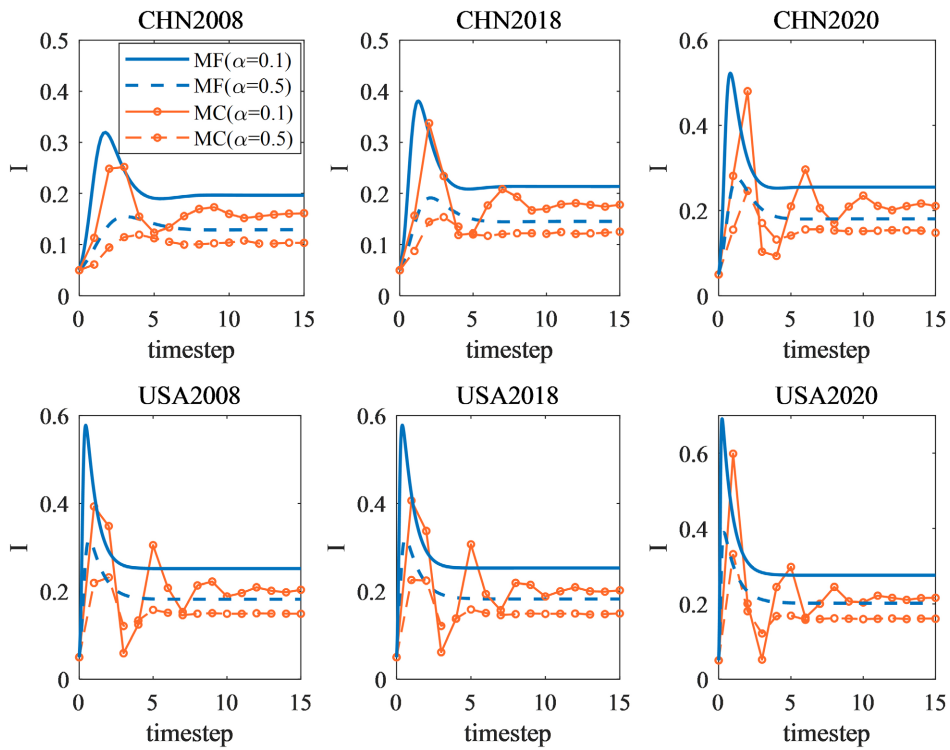 CHN2008
CHN2018
CHN2020
0.5
0.4
0.3
0.2
0.1
0
I
MF(α=0.1)
MF(α=0.5)
MC(α=0.1)
MC(α=0.5)
0 5 10 15
timestep
0.5
0.4
0.3
0.2
0.1
0
I
0 5 10 15
timestep
0.6
0.4
0.2
0
I
0 5 10 15
timestep
USA2008
USA2018
USA2020
0.6
0.4
0.2
0
I
0 5 10 15
timestep
0.6
0.4
0.2
0
I
0 5 10 15
timestep
0.6
0.4
0.2
0
I
0 5 10 15
timestep